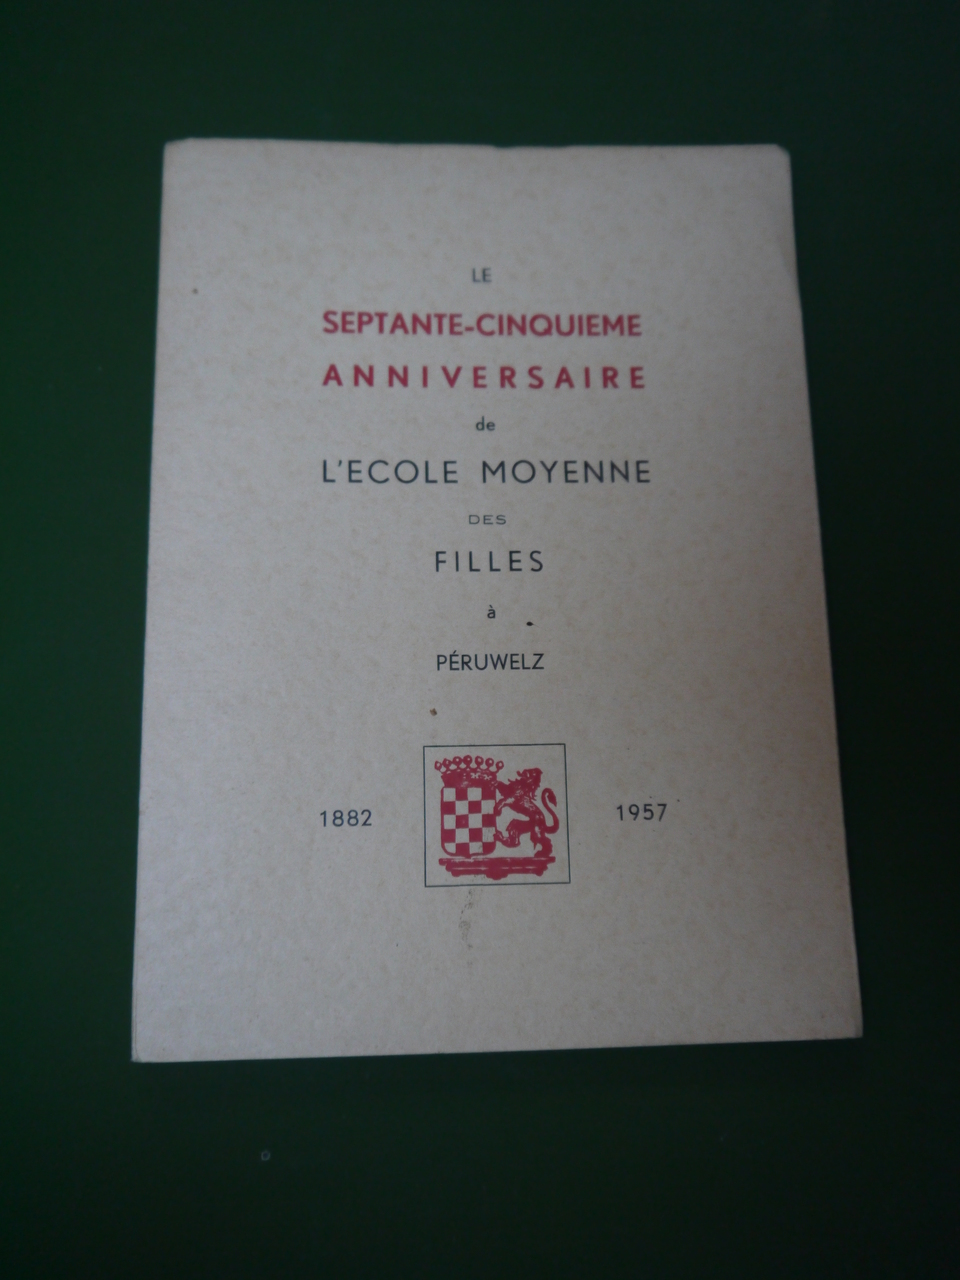 LE
SEPTANTE-CINQUIEME
ANNIVERSAIRE
de
L'ECOLE MOYENNE
DES
FILLES
à
PÉRUWELZ
1882 1957